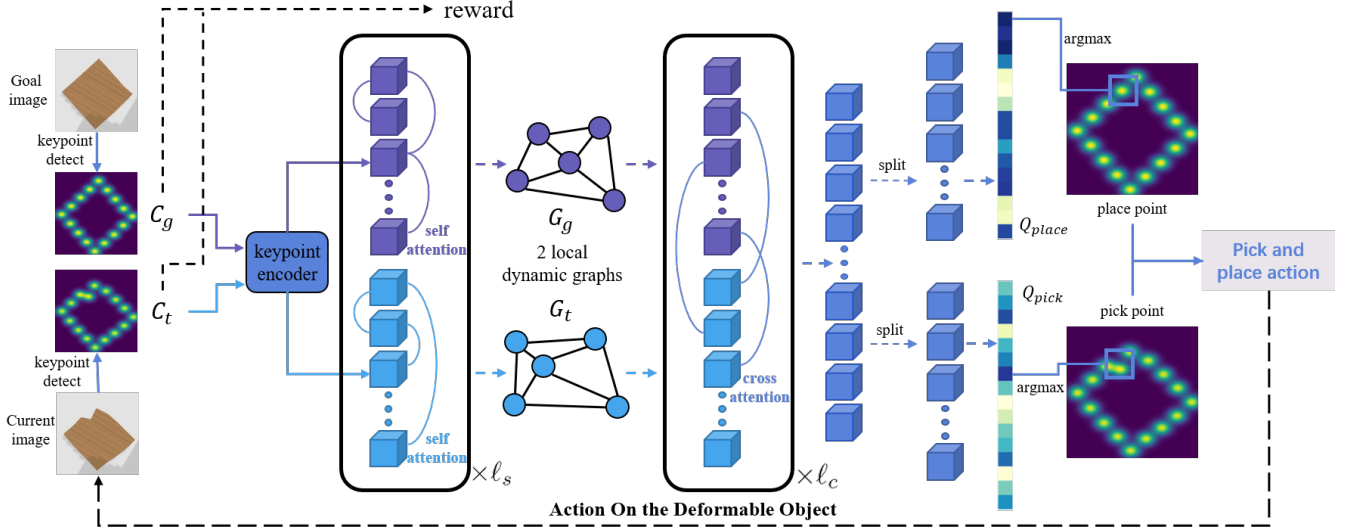 reward
Goal
image
keypoint
detect
C_g
C_t
keypoint
detect
Current
image
keypoint
encoder
self
attention
self
attention
×ℓ_s
G_g
2 local
dynamic graphs
G_t
cross
attention
×ℓ_c
split
split
argmax
Q_place
place point
Q_pick
pick point
argmax
Pick and
place action
Action On the Deformable Object